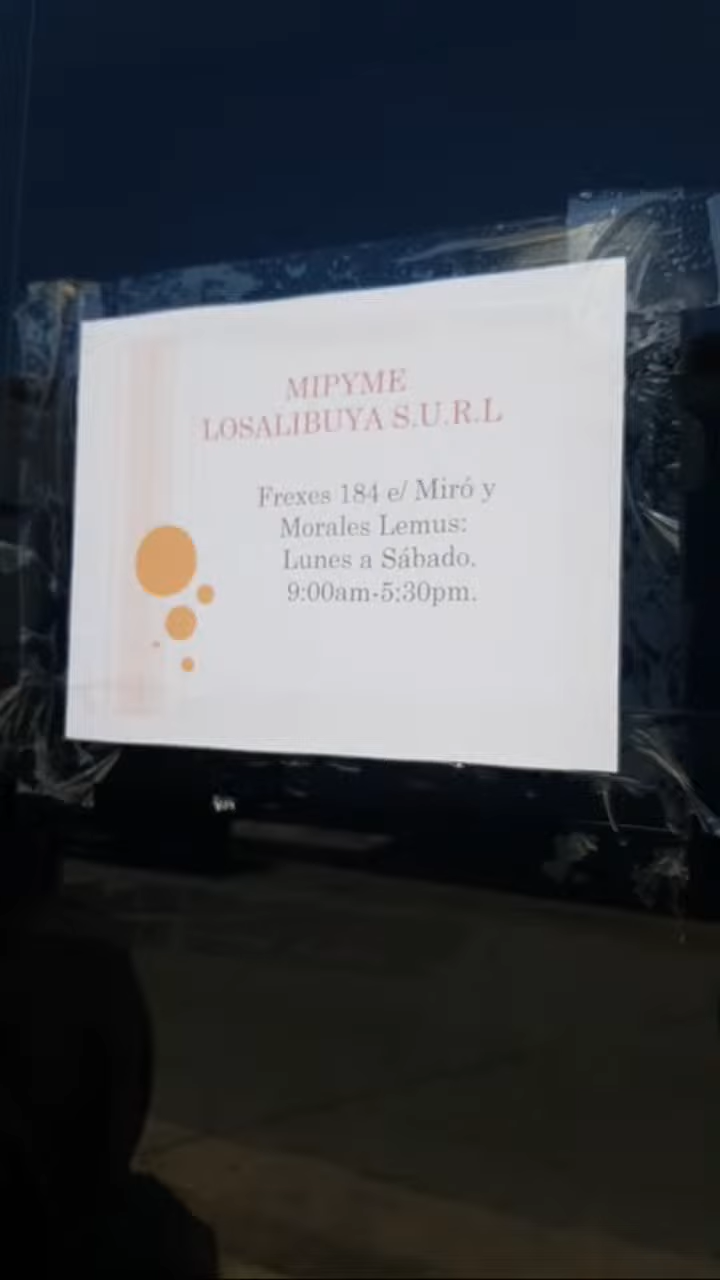 MIPYME
LOSALIBUYA S.U.R.L
Frexes 184 e/ Miró y
Morales Lemus:
Lunes a Sábado.
9:00am-5:30pm.